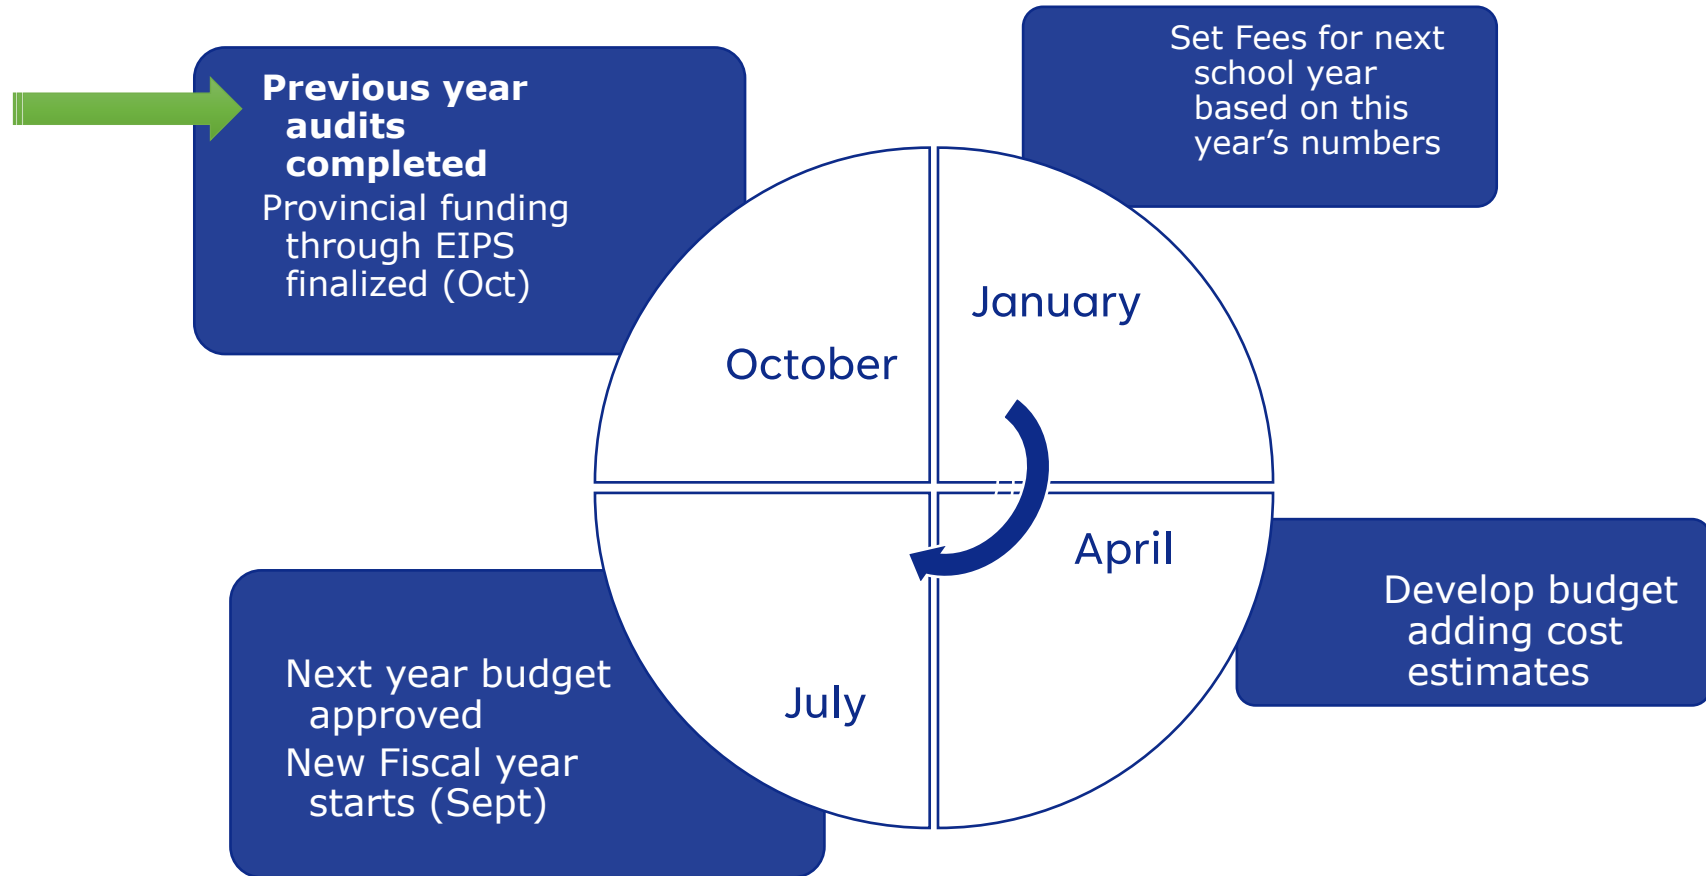 Previous year
audits
completed
Provincial funding
through EIPS
finalized (Oct)
Set Fees for next
school year
based on this
year’s numbers
October
January
July
April
Next year budget
approved
New Fiscal year
starts (Sept)
Develop budget
adding cost
estimates